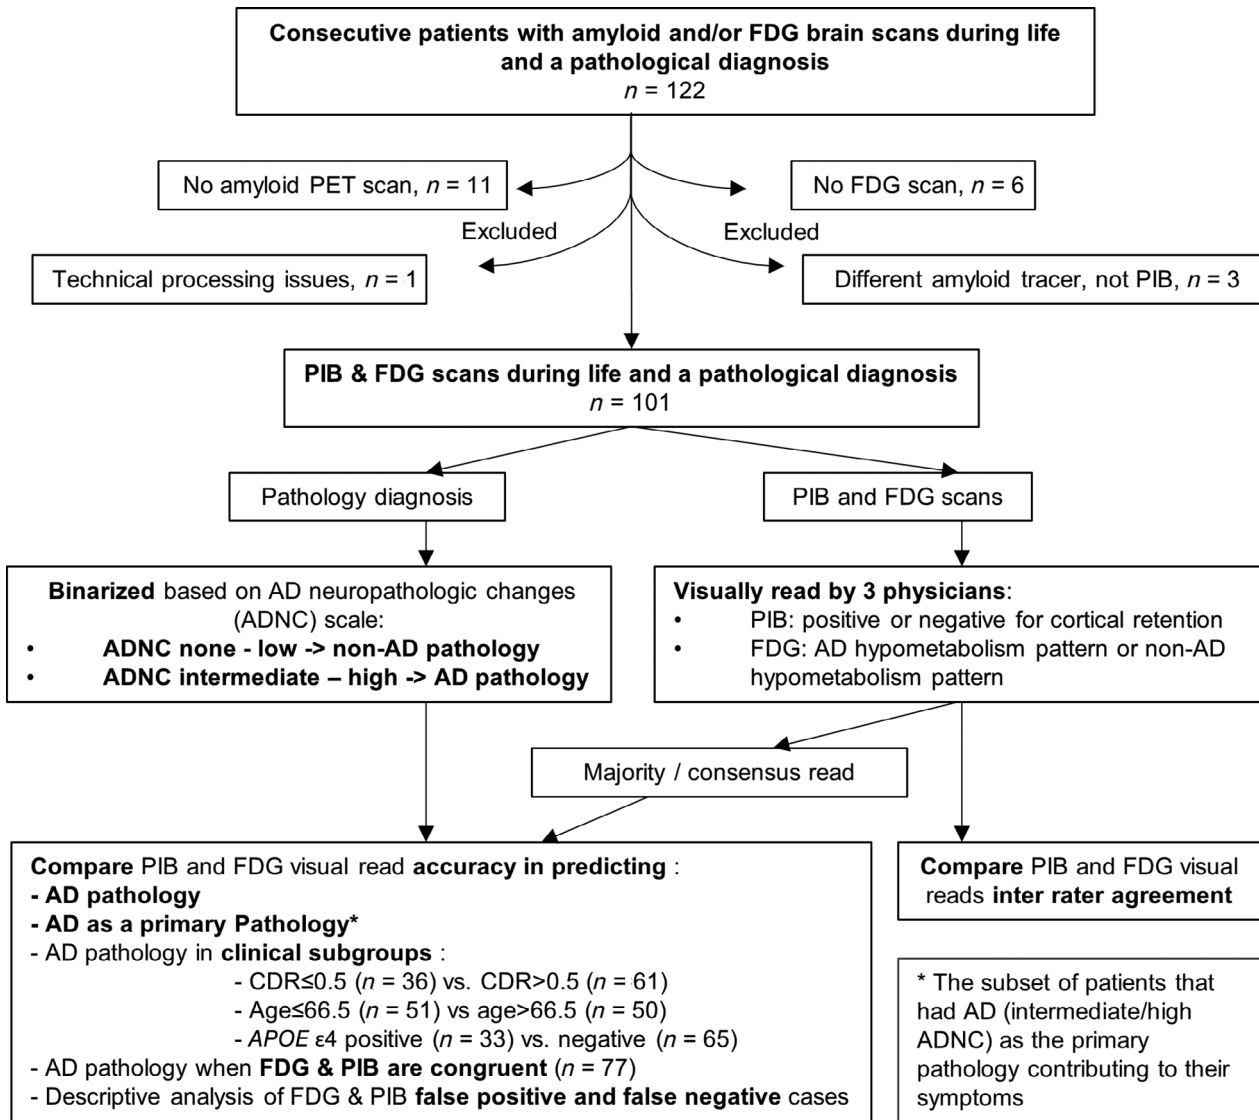 Consecutive patients with amyloid and/or FDG brain scans during life
and a pathological diagnosis
n = 122
No amyloid PET scan, n = 11
No FDG scan, n = 6
Excluded
Excluded
Technical processing issues, n = 1
Different amyloid tracer, not PIB, n = 3
PIB & FDG scans during life and a pathological diagnosis
n = 101
Pathology diagnosis
PIB and FDG scans
Binarized based on AD neuropathologic changes
(ADNC) scale:
• ADNC none - low -> non-AD pathology
• ADNC intermediate – high -> AD pathology
Visually read by 3 physicians:
• PIB: positive or negative for cortical retention
• FDG: AD hypometabolism pattern or non-AD
hypometabolism pattern
Majority / consensus read
Compare PIB and FDG visual read accuracy in predicting :
- AD pathology
- AD as a primary Pathology*
- AD pathology in clinical subgroups :
- CDR≤0.5 (n = 36) vs. CDR>0.5 (n = 61)
- Age≤66.5 (n = 51) vs age>66.5 (n = 50)
- APOE ε4 positive (n = 33) vs. negative (n = 65)
- AD pathology when FDG & PIB are congruent (n = 77)
- Descriptive analysis of FDG & PIB false positive and false negative cases
Compare PIB and FDG visual
reads inter rater agreement
* The subset of patients that
had AD (intermediate/high
ADNC) as the primary
pathology contributing to their
symptoms